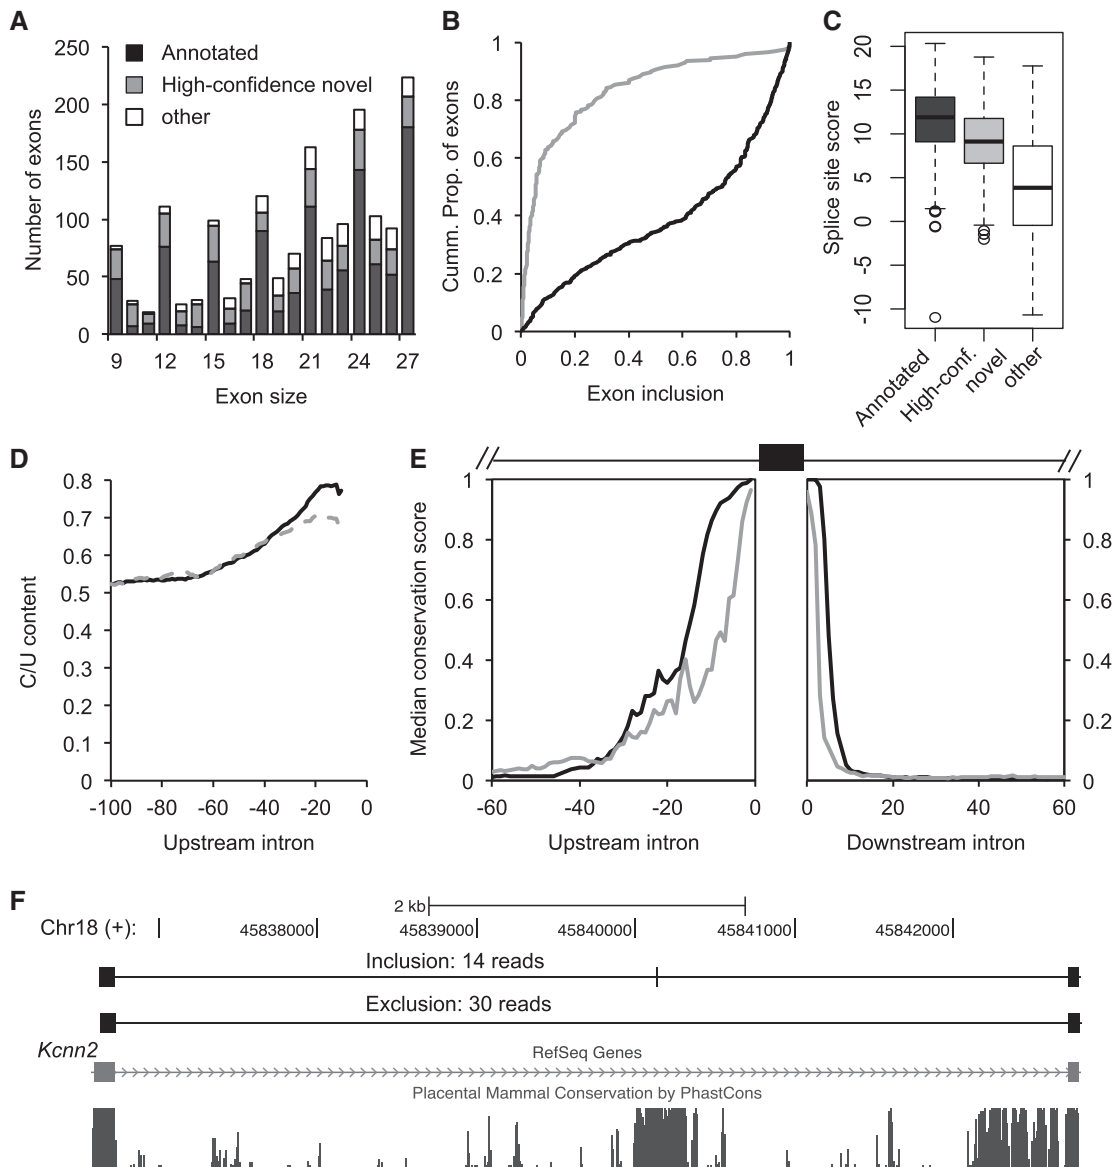 A
250
200
150
100
50
0
Number of exons
Annotated
High-confidence novel
other
9 12 15 18 21 24 27
Exon size
B
1
0.8
0.6
0.4
0.2
0
Cumm. Prop. of exons
0 0.2 0.4 0.6 0.8 1
Exon inclusion
C
20
15
10
5
0
-5
-10
Splice site score
Annotated
High-conf.
novel
other
D
0.8
0.7
0.6
0.5
0.4
0.3
0.2
0.1
0
C/U content
-100 -80 -60 -40 -20 0
Upstream intron
E
1
0.8
0.6
0.4
0.2
0
Median conservation score
-60 -40 -20 0
Upstream intron
1
0.8
0.6
0.4
0.2
0
0 20 40 60
Downstream intron
F
2 kb
Chr18 (+): 45838000 45839000 45840000 45841000 45842000
Inclusion: 14 reads
Exclusion: 30 reads
Kcnn2
RefSeq Genes
Placental Mammal Conservation by PhastCons